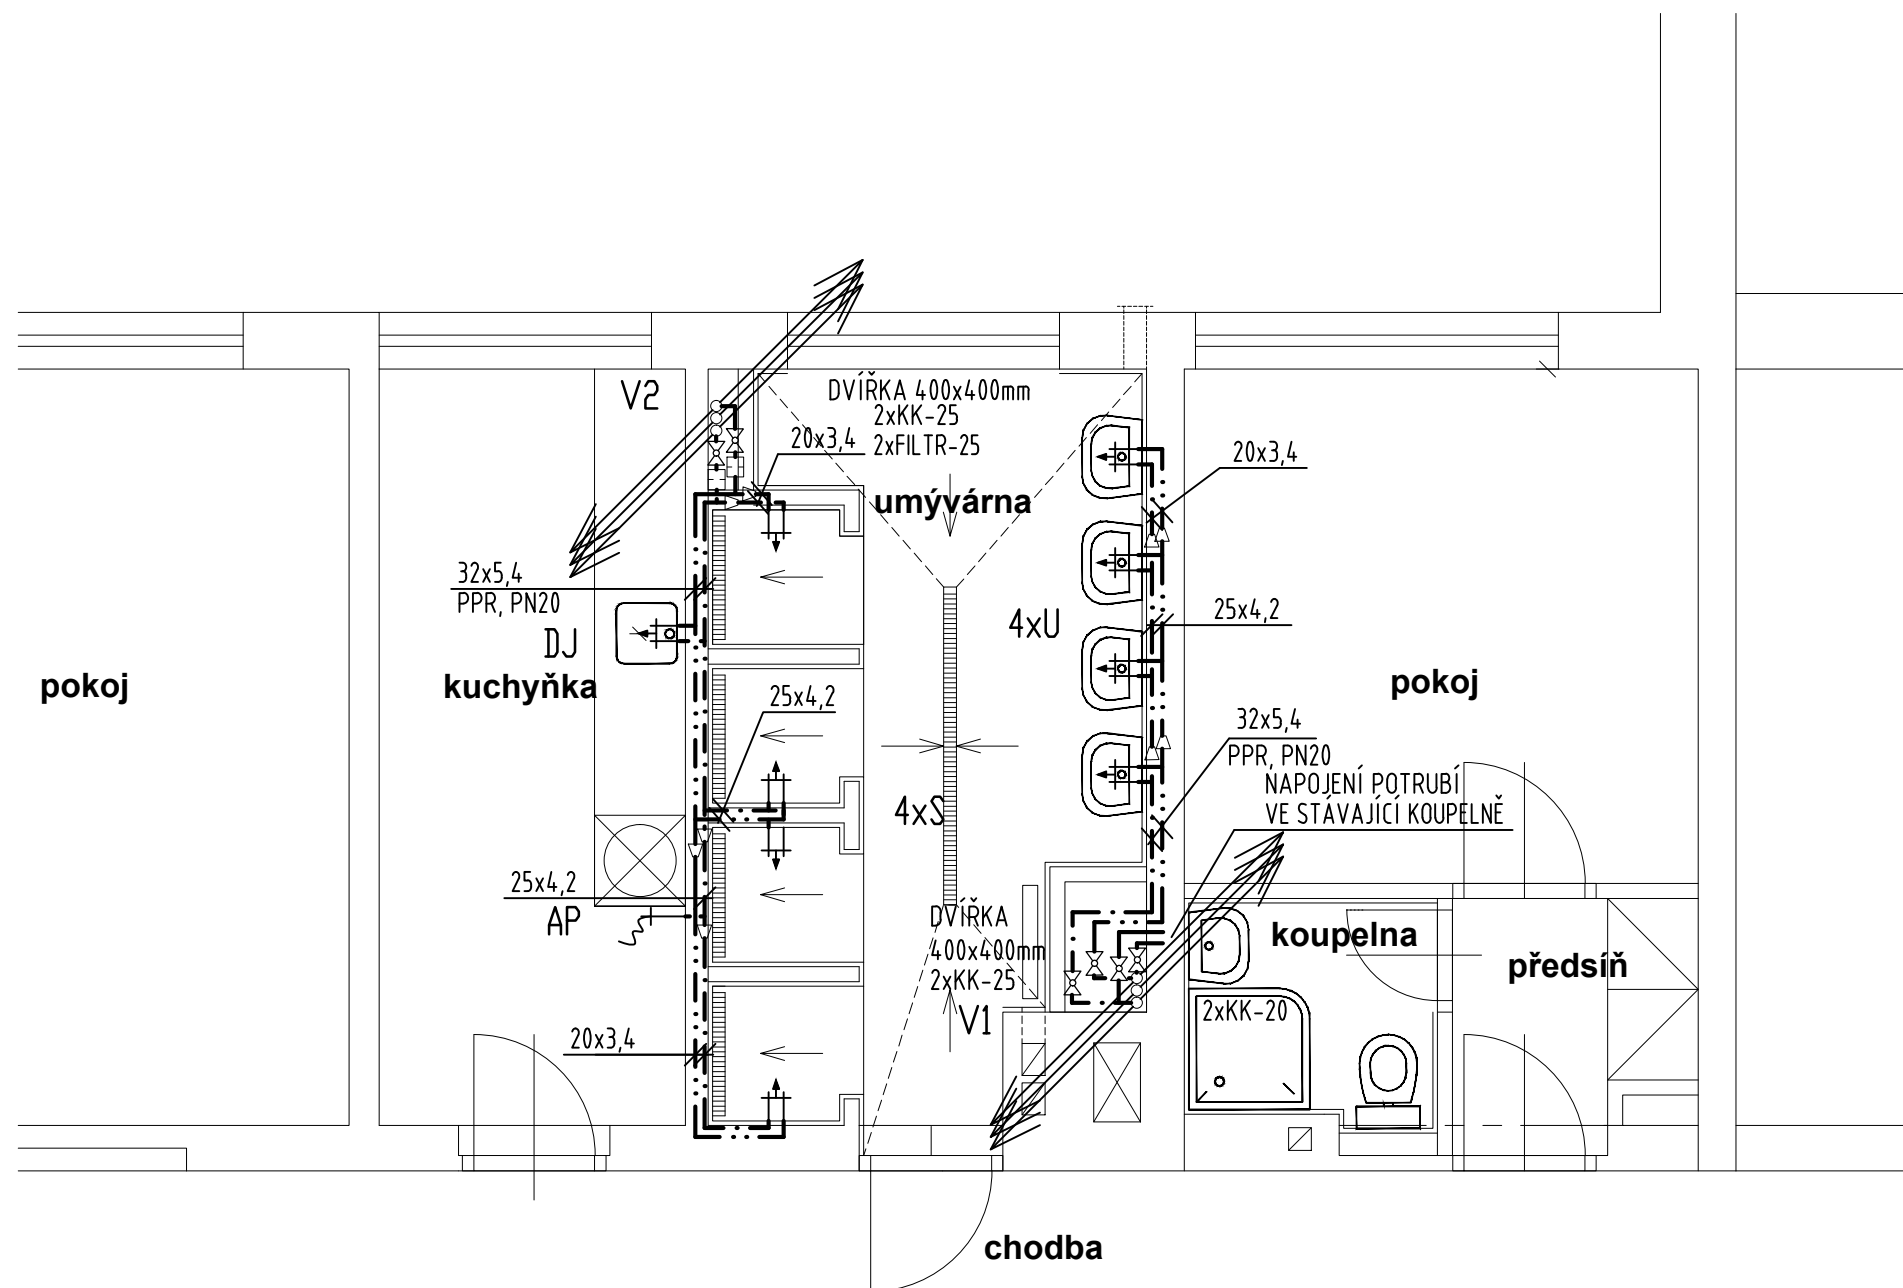 V2
DVÍŘKA 400x400mm
2xKK-25
2xFILTR-25
20x3,4
umývárna
20x3,4
32x5,4
PPR, PN20
DJ
kuchyňka
pokoj
4xU
25x4,2
pokoj
25x4,2
32x5,4
PPR, PN20
NAPOJENÍ POTRUBÍ
VE STÁVAJÍCÍ KOUPELNĚ
4xS
25x4,2
AP
DVÍŘKA
400x400mm
2xKK-25
V1
koupelna
předsíň
2xKK-20
20x3,4
chodba